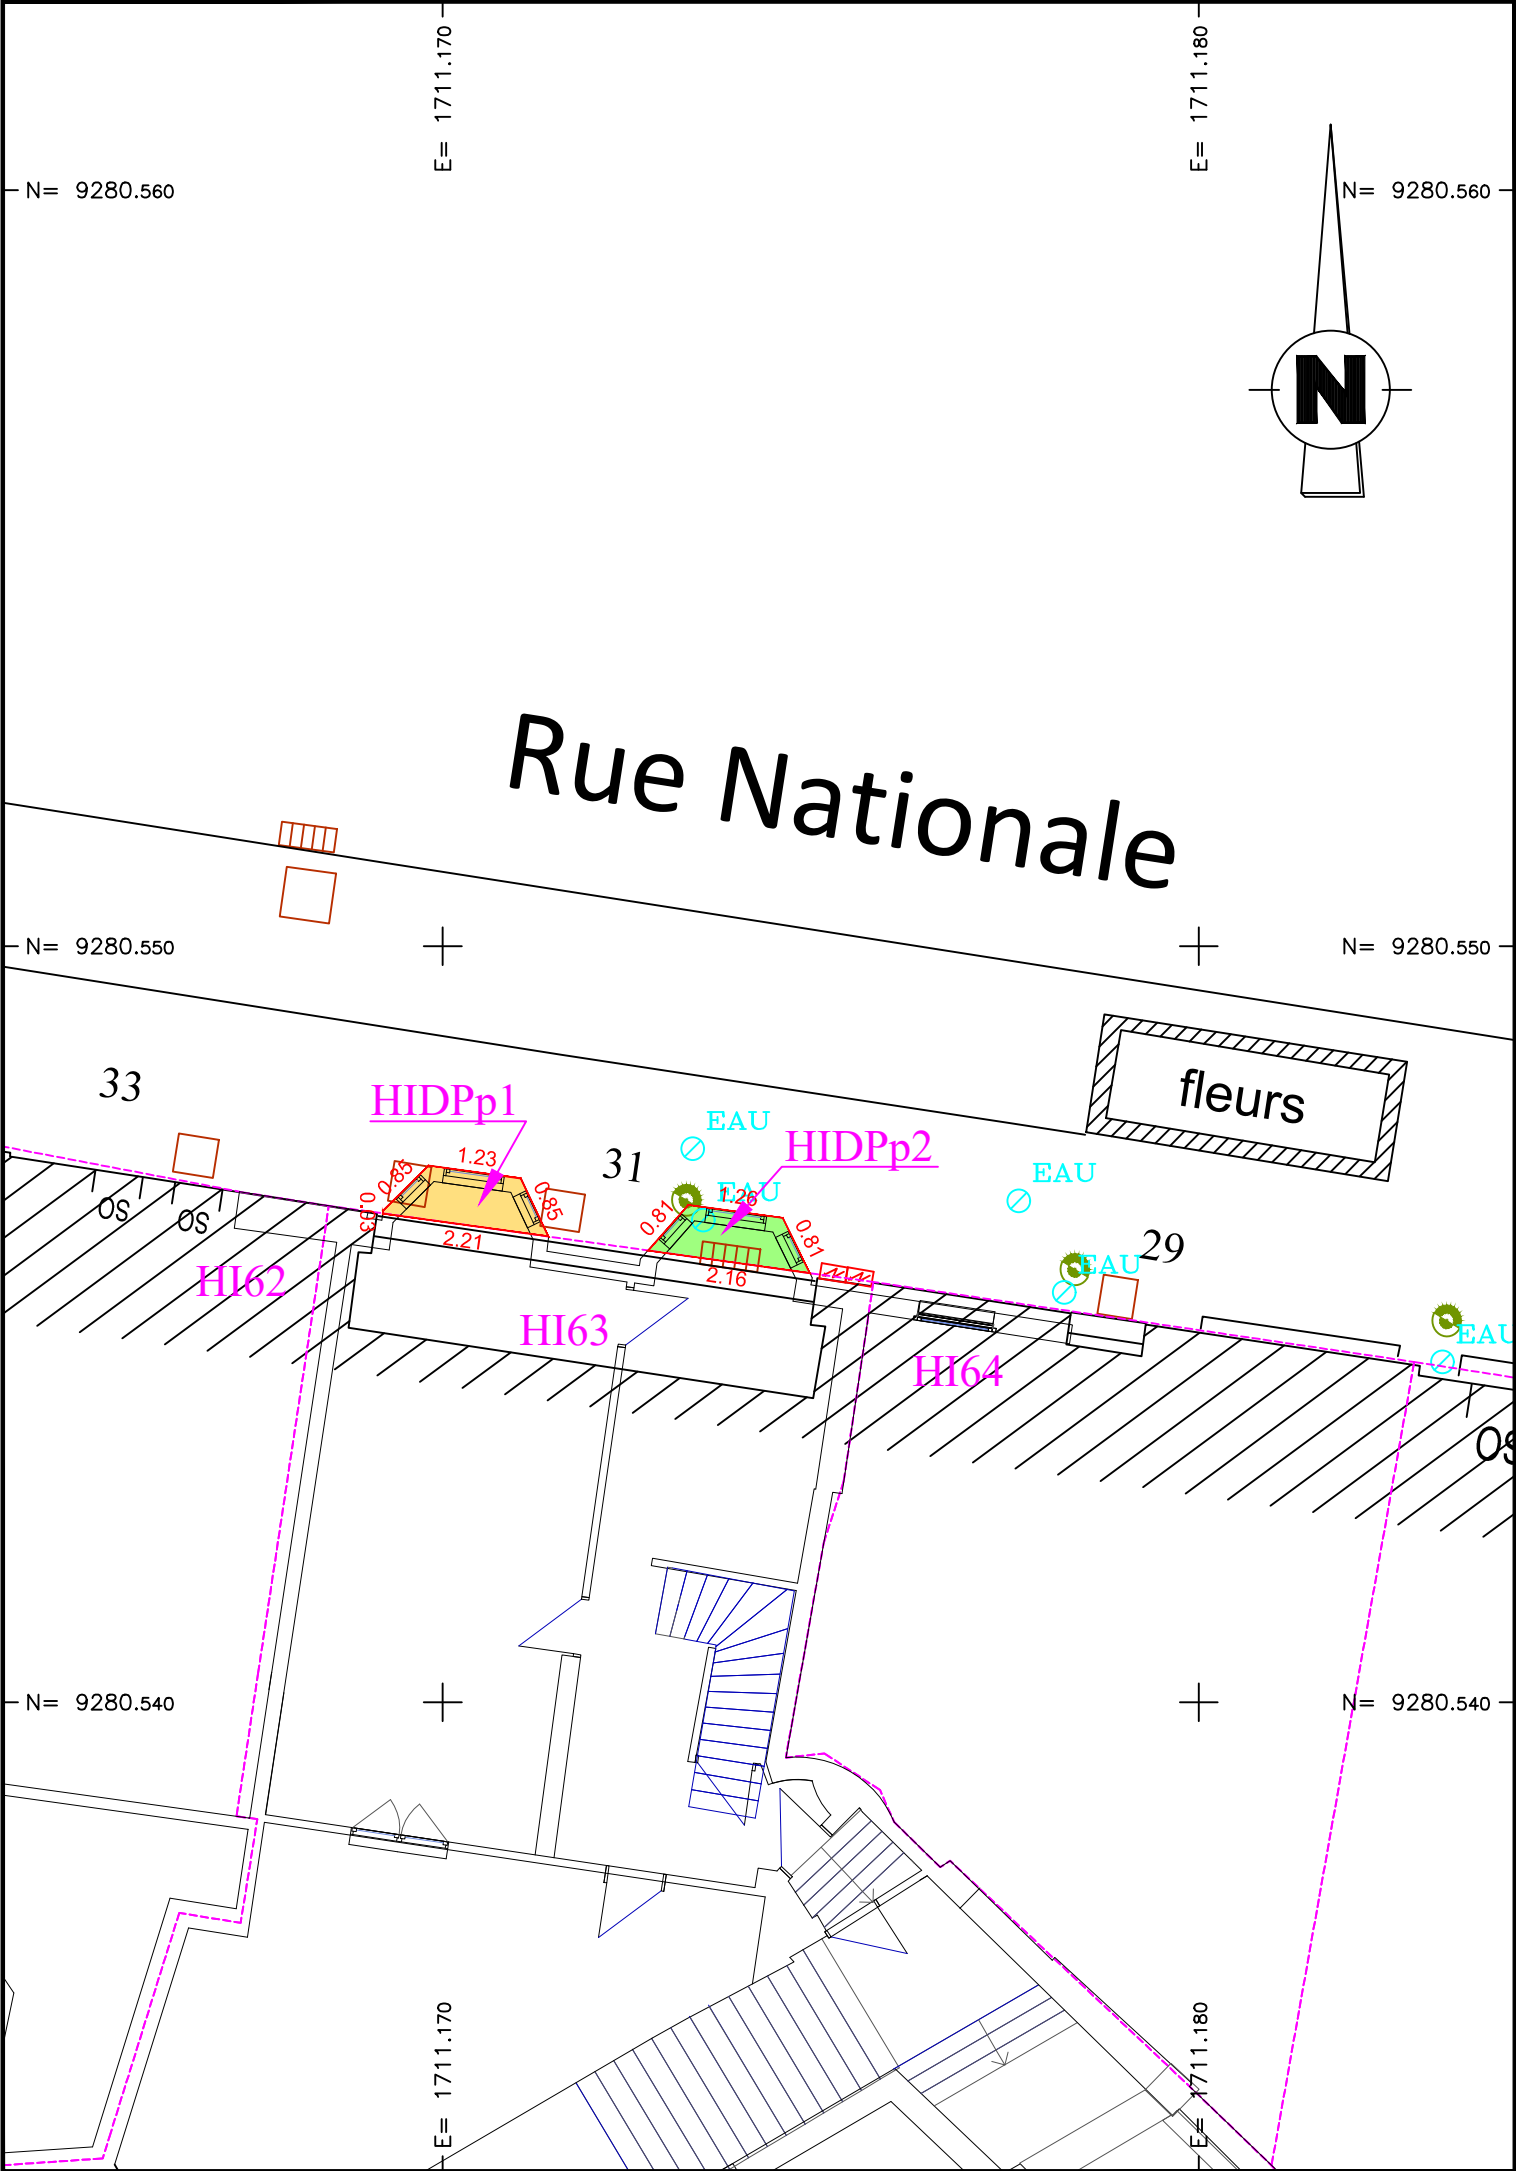 E= 1711.170
E= 1711.180
N= 9280.560
N= 9280.560
N
Rue Nationale
N= 9280.550
N= 9280.550
fleurs
33
HIDPp1
EAU
HIDPp2
31
EAU
EAU
29
EAU
EAU
1.23
0.85
0.85
0.03
2.21
1.26
0.81
0.81
2.16
SO
SO
HI62
HI63
HI64
OS
N= 9280.540
N= 9280.540
E= 1711.170
E= 1711.180